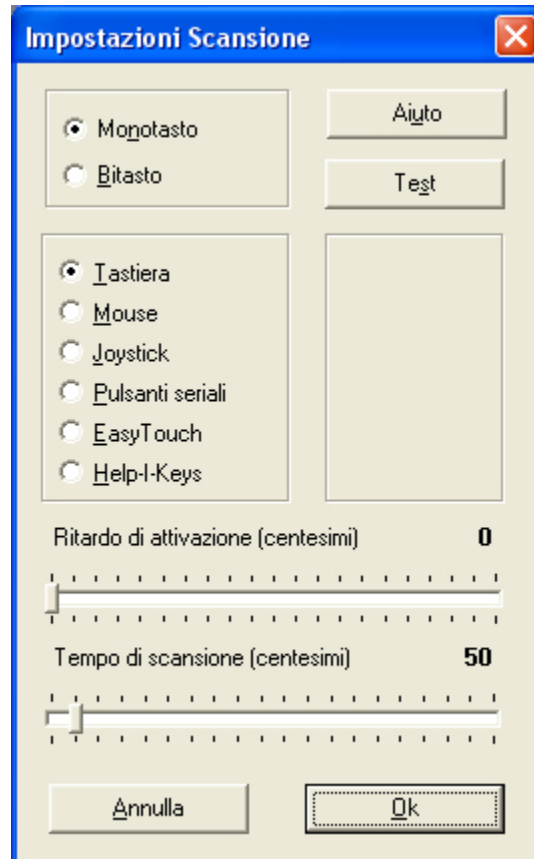 Impostazioni Scansione
Monotasto
Aiuto
Bitasto
Test
Tastiera
Mouse
Joystick
Pulsanti seriali
EasyTouch
Help-I-Keys
Ritardo di attivazione (centesimi) 0
Tempo di scansione (centesimi) 50
Annulla
Ok